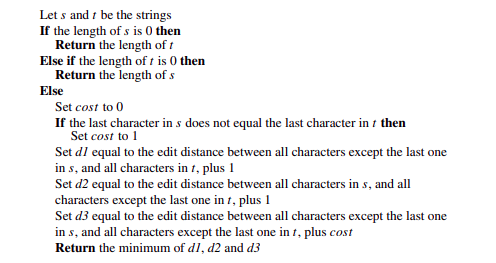 Let s and t be the strings
If the length of s is 0 then
Return the length of t
Else if the length of t is 0 then
Return the length of s
Else
Set cost to 0
If the last character in s does not equal the last character in t then
Set cost to 1
Set d1 equal to the edit distance between all characters except the last one
in s, and all characters in t, plus 1
Set d2 equal to the edit distance between all characters in s, and all
characters except the last one in t, plus 1
Set d3 equal to the edit distance between all characters except the last one
in s, and all characters except the last one in t, plus cost
Return the minimum of d1, d2 and d3